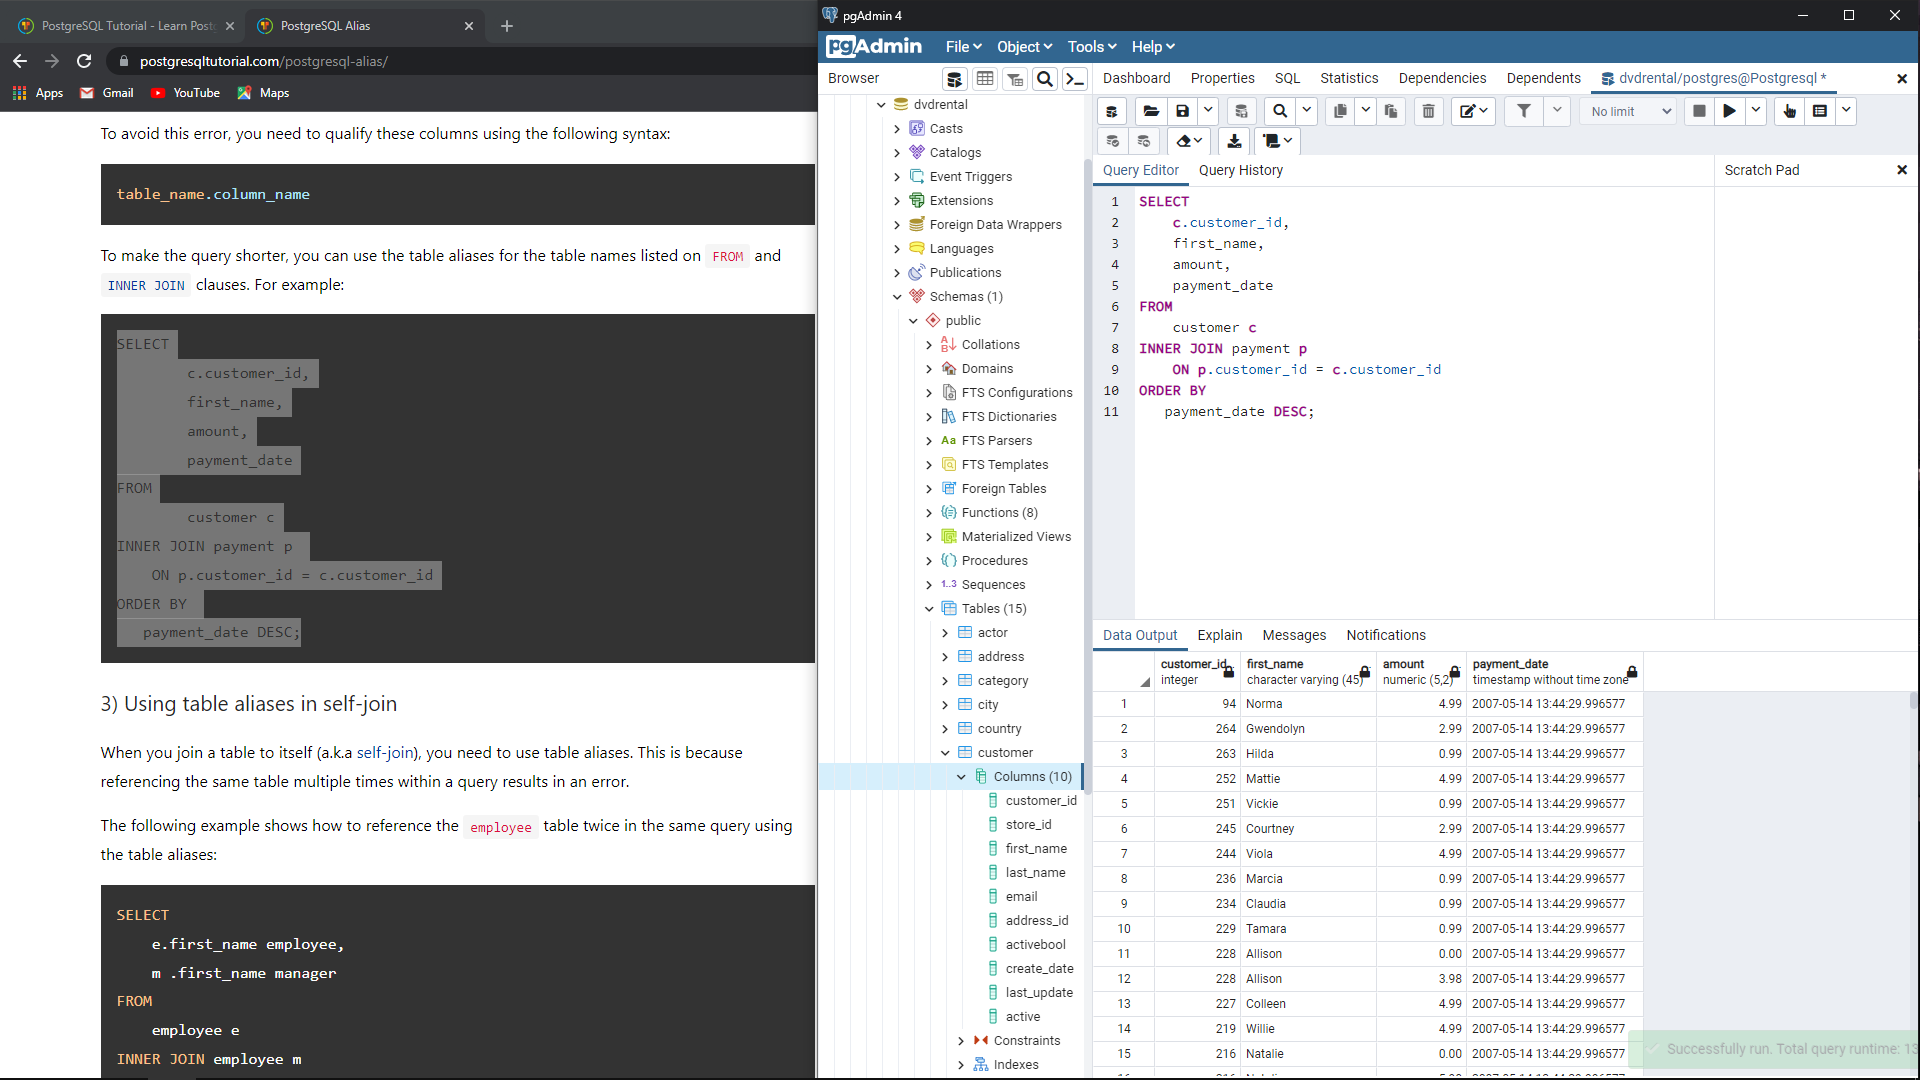 PostgreSQL Tutorial - Learn Post
PostgreSQL Alias
postgresqltutorial.com/postgresql-alias/
Apps
Gmail
YouTube
Maps
To avoid this error, you need to qualify these columns using the following syntax:
table_name.column_name
To make the query shorter, you can use the table aliases for the table names listed on FROM and
INNER JOIN clauses. For example:
SELECT
c.customer_id,
first_name,
amount,
payment_date
FROM
customer c
INNER JOIN payment p
ON p.customer_id = c.customer_id
ORDER BY
payment_date DESC;
3) Using table aliases in self-join
When you join a table to itself (a.k.a self-join), you need to use table aliases. This is because
referencing the same table multiple times within a query results in an error.
The following example shows how to reference the employee table twice in the same query using
the table aliases:
SELECT
e.first_name employee,
m .first_name manager
FROM
employee e
INNER JOIN employee m
pgAdmin 4
pgAdmin
File
Object
Tools
Help
Browser
dvdrental
Casts
Catalogs
Event Triggers
Extensions
Foreign Data Wrappers
Languages
Publications
Schemas (1)
public
Collations
Domains
FTS Configurations
FTS Dictionaries
Aa FTS Parsers
FTS Templates
Foreign Tables
Functions (8)
Materialized Views
Procedures
1..3 Sequences
Tables (15)
actor
address
category
city
country
customer
Columns (10)
customer_id
store_id
first_name
last_name
email
address_id
activebool
create_date
last_update
active
Constraints
Indexes
Dashboard
Properties
SQL
Statistics
Dependencies
Dependents
dvdrental/postgres@Postgresql *
No limit
Query Editor
Query History
Scratch Pad
1 SELECT
2 c.customer_id,
3 first_name,
4 amount,
5 payment_date
6 FROM
7 customer c
8 INNER JOIN payment p
9 ON p.customer_id = c.customer_id
10 ORDER BY
11 payment_date DESC;
Data Output
Explain
Messages
Notifications
customer_id first_name amount payment_date
integer character varying (45) numeric (5,2) timestamp without time zone
1 94 Norma 4.99 2007-05-14 13:44:29.996577
2 264 Gwendolyn 2.99 2007-05-14 13:44:29.996577
3 263 Hilda 0.99 2007-05-14 13:44:29.996577
4 252 Mattie 4.99 2007-05-14 13:44:29.996577
5 251 Vickie 0.99 2007-05-14 13:44:29.996577
6 245 Courtney 2.99 2007-05-14 13:44:29.996577
7 244 Viola 4.99 2007-05-14 13:44:29.996577
8 236 Marcia 0.99 2007-05-14 13:44:29.996577
9 234 Claudia 0.99 2007-05-14 13:44:29.996577
10 229 Tamara 0.99 2007-05-14 13:44:29.996577
11 228 Allison 0.00 2007-05-14 13:44:29.996577
12 228 Allison 3.98 2007-05-14 13:44:29.996577
13 227 Colleen 4.99 2007-05-14 13:44:29.996577
14 219 Willie 4.99 2007-05-14 13:44:29.996577
15 216 Natalie 0.00 2007-05-14 13:44:29.996577
Successfully run. Total query runtime: 13